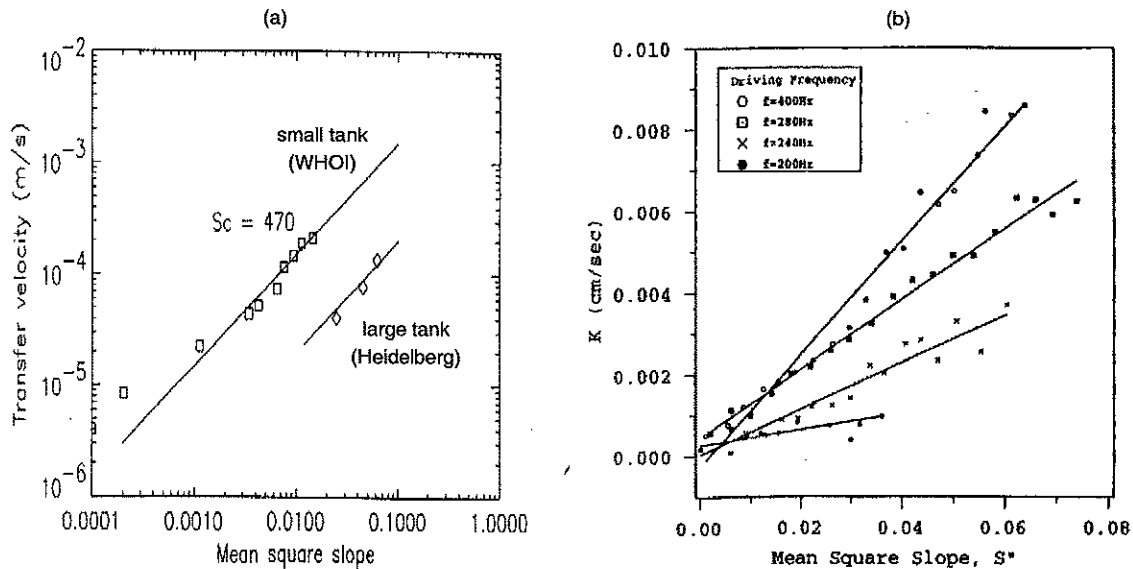 (a)
10⁻²
10⁻³
10⁻⁴
10⁻⁵
10⁻⁶
Transfer velocity (m/s)
small tank
(WHOI)
Sc = 470
large tank
(Heidelberg)
0.0001
0.0010
0.0100
0.1000
1.0000
Mean square slope
(b)
0.010
0.008
0.006
0.004
0.002
0.000
K (cm/sec)
Driving Frequency
f=400Hz
f=280Hz
f=240Hz
f=200Hz
0.00
0.02
0.04
0.06
0.08
Mean Square Slope, S"